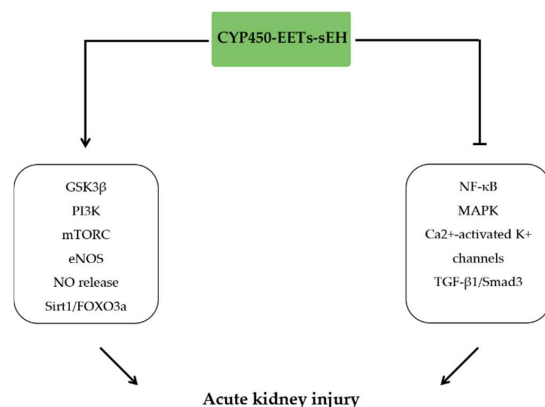 CYP450-EETs-sEH
GSK3β
PI3K
mTORC
eNOS
NO release
Sirt1/FOXO3a
NF-κB
MAPK
Ca2+-activated K+
channels
TGF-β1/Smad3
Acute kidney injury